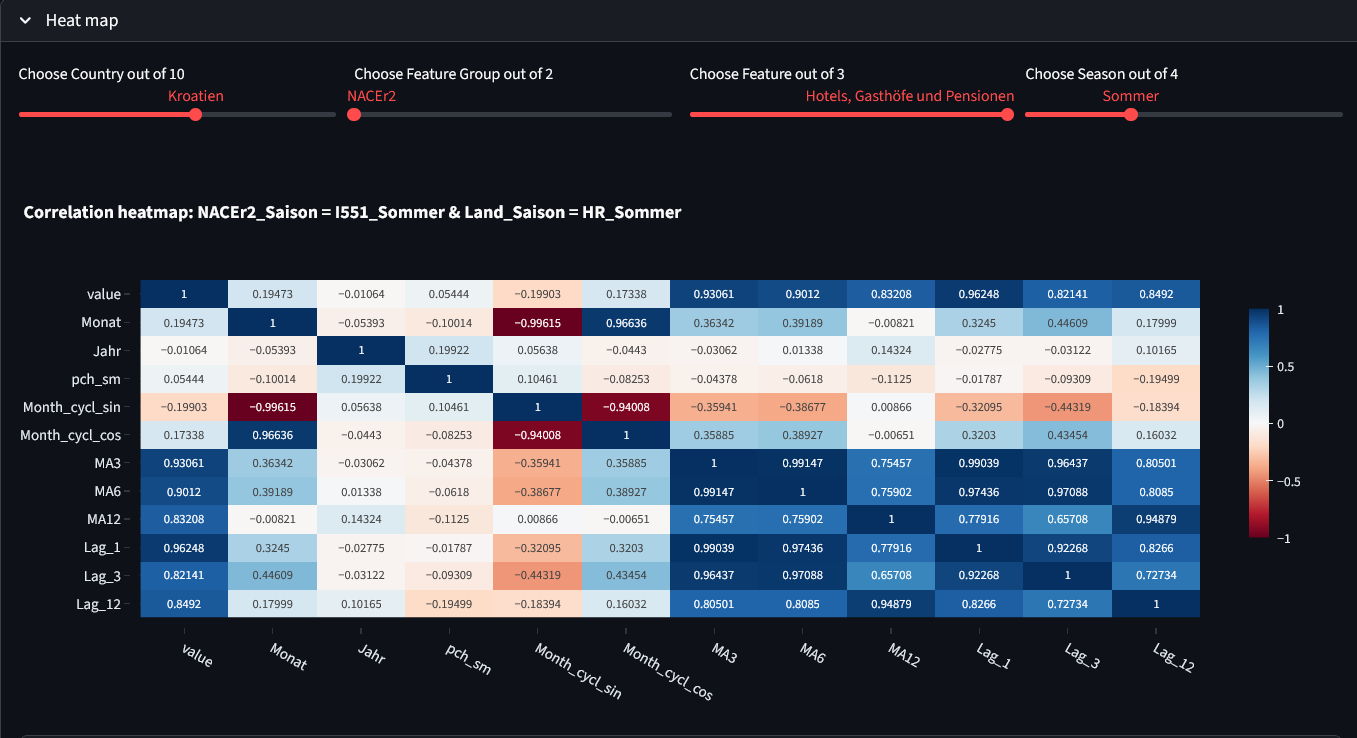 Heat map
Choose Country out of 10
Kroatien
Choose Feature Group out of 2
NACEr2
Choose Feature out of 3
Hotels, Gasthöfe und Pensionen
Choose Season out of 4
Sommer
Correlation heatmap: NACEr2_Saison = I551_Sommer & Land_Saison = HR_Sommer
value 1 0.19473 −0.01064 0.05444 −0.19903 0.17338 0.93061 0.9012 0.83208 0.96248 0.82141 0.8492
Monat 0.19473 1 −0.05393 −0.10014 −0.99615 0.96636 0.36342 0.39189 −0.00821 0.3245 0.44609 0.17999
Jahr −0.01064 −0.05393 1 0.19922 0.05638 −0.0443 −0.03062 0.01338 0.14324 −0.02775 −0.03122 0.10165
pch_sm 0.05444 −0.10014 0.19922 1 0.10461 −0.08253 −0.04378 −0.0618 −0.1125 −0.01787 −0.09309 −0.19499
Month_cycl_sin −0.19903 −0.99615 0.05638 0.10461 1 −0.94008 −0.35941 −0.38677 0.00866 −0.32095 −0.44319 −0.18394
Month_cycl_cos 0.17338 0.96636 −0.0443 −0.08253 −0.94008 1 0.35885 0.38927 −0.00651 0.3203 0.43454 0.16032
MA3 0.93061 0.36342 −0.03062 −0.04378 −0.35941 0.35885 1 0.99147 0.75457 0.99039 0.96437 0.80501
MA6 0.9012 0.39189 0.01338 −0.0618 −0.38677 0.38927 0.99147 1 0.75902 0.97436 0.97088 0.8085
MA12 0.83208 −0.00821 0.14324 −0.1125 0.00866 −0.00651 0.75457 0.75902 1 0.77916 0.65708 0.94879
Lag_1 0.96248 0.3245 −0.02775 −0.01787 −0.32095 0.3203 0.99039 0.97436 0.77916 1 0.92268 0.8266
Lag_3 0.82141 0.44609 −0.03122 −0.09309 −0.44319 0.43454 0.96437 0.97088 0.65708 0.92268 1 0.72734
Lag_12 0.8492 0.17999 0.10165 −0.19499 −0.18394 0.16032 0.80501 0.8085 0.94879 0.8266 0.72734 1
value Monat Jahr pch_sm Month_cycl_sin Month_cycl_cos MA3 MA6 MA12 Lag_1 Lag_3 Lag_12
1
0.5
0
−0.5
−1